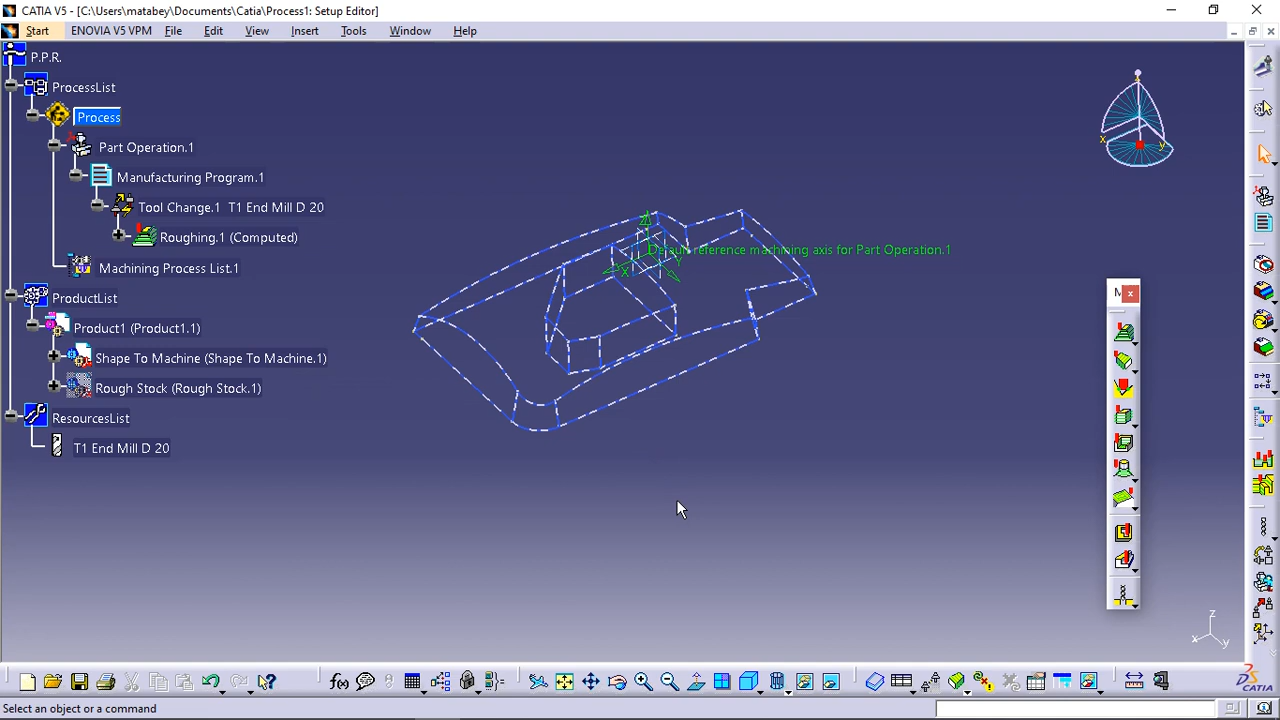 CATIA V5 - [C:\Users\matabey\Documents\Catia\Process1: Setup Editor]
Start ENOVIA V5 VPM File Edit View Insert Tools Window Help
P.P.R.
ProcessList
Process
Part Operation.1
Manufacturing Program.1
Tool Change.1 T1 End Mill D 20
Roughing.1 (Computed)
Machining Process List.1
ProductList
Product1 (Product1.1)
Shape To Machine (Shape To Machine.1)
Rough Stock (Rough Stock.1)
ResourcesList
T1 End Mill D 20
Default reference machining axis for Part Operation.1
X
Y
z
x
y
M
z
x
y
f(x)
CATIA
Select an object or a command